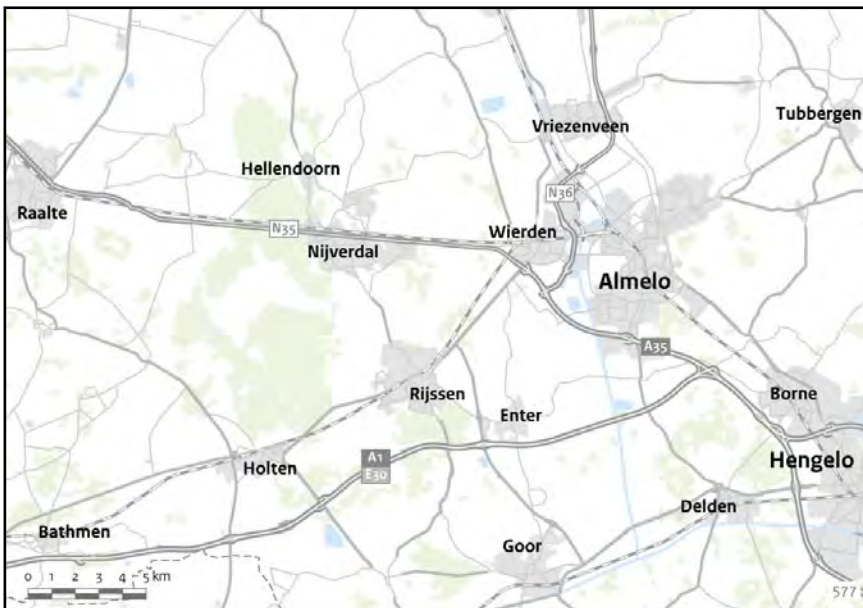 Vriezenveen
Tubbergen
Hellendoorn
N36
Raalte
N35
Wierden
Nijverdal
Almelo
A35
Rijssen
Borne
Enter
A1
E30
Holten
Hengelo
Delden
Bathmen
Goor
0 1 2 3 4 5 km